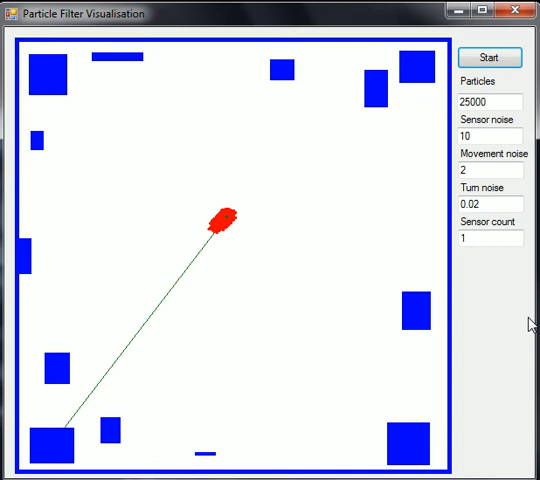 Particle Filter Visualisation
Start
Particles
25000
Sensor noise
10
Movement noise
2
Turn noise
0.02
Sensor count
1